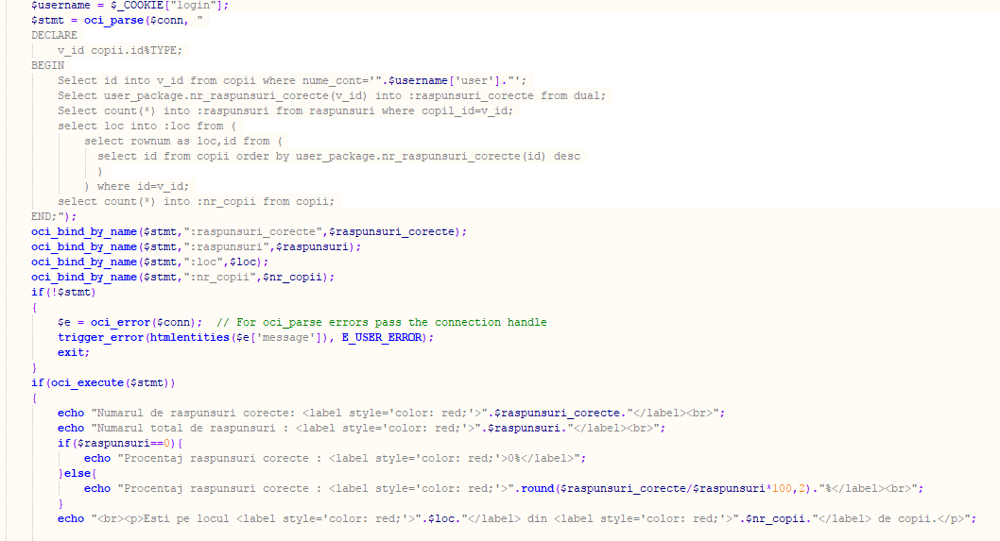 $username = $_COOKIE["login"];
$stmt = oci_parse($conn, "
DECLARE
v_id copii.id%TYPE;
BEGIN
Select id into v_id from copii where nume_cont='".$username['user']."';
Select user_package.nr_raspunsuri_corecte(v_id) into :raspunsuri_corecte from dual;
Select count(*) into :raspunsuri from raspunsuri where copil_id=v_id;
select loc into :loc from (
select rownum as loc,id from (
select id from copii order by user_package.nr_raspunsuri_corecte(id) desc
)
) where id=v_id;
select count(*) into :nr_copii from copii;
END;");
oci_bind_by_name($stmt,":raspunsuri_corecte",$raspunsuri_corecte);
oci_bind_by_name($stmt,":raspunsuri",$raspunsuri);
oci_bind_by_name($stmt,":loc",$loc);
oci_bind_by_name($stmt,":nr_copii",$nr_copii);
if(!$stmt)
{
$e = oci_error($conn);  // For oci_parse errors pass the connection handle
trigger_error(htmlentities($e['message']), E_USER_ERROR);
exit;
}
if(oci_execute($stmt))
{
echo "Numarul de raspunsuri corecte: <label style='color: red;'>".$raspunsuri_corecte."</label><br>";
echo "Numarul total de raspunsuri : <label style='color: red;'>".$raspunsuri."</label><br>";
if($raspunsuri==0){
echo "Procentaj raspunsuri corecte : <label style='color: red;'>0%</label>";
}else{
echo "Procentaj raspunsuri corecte : <label style='color: red;'>".round($raspunsuri_corecte/$raspunsuri*100,2)."%</label><br>";
}
echo "<br><p>Esti pe locul <label style='color: red;'>".$loc."</label> din <label style='color: red;'>".$nr_copii."</label> de copii.</p>";